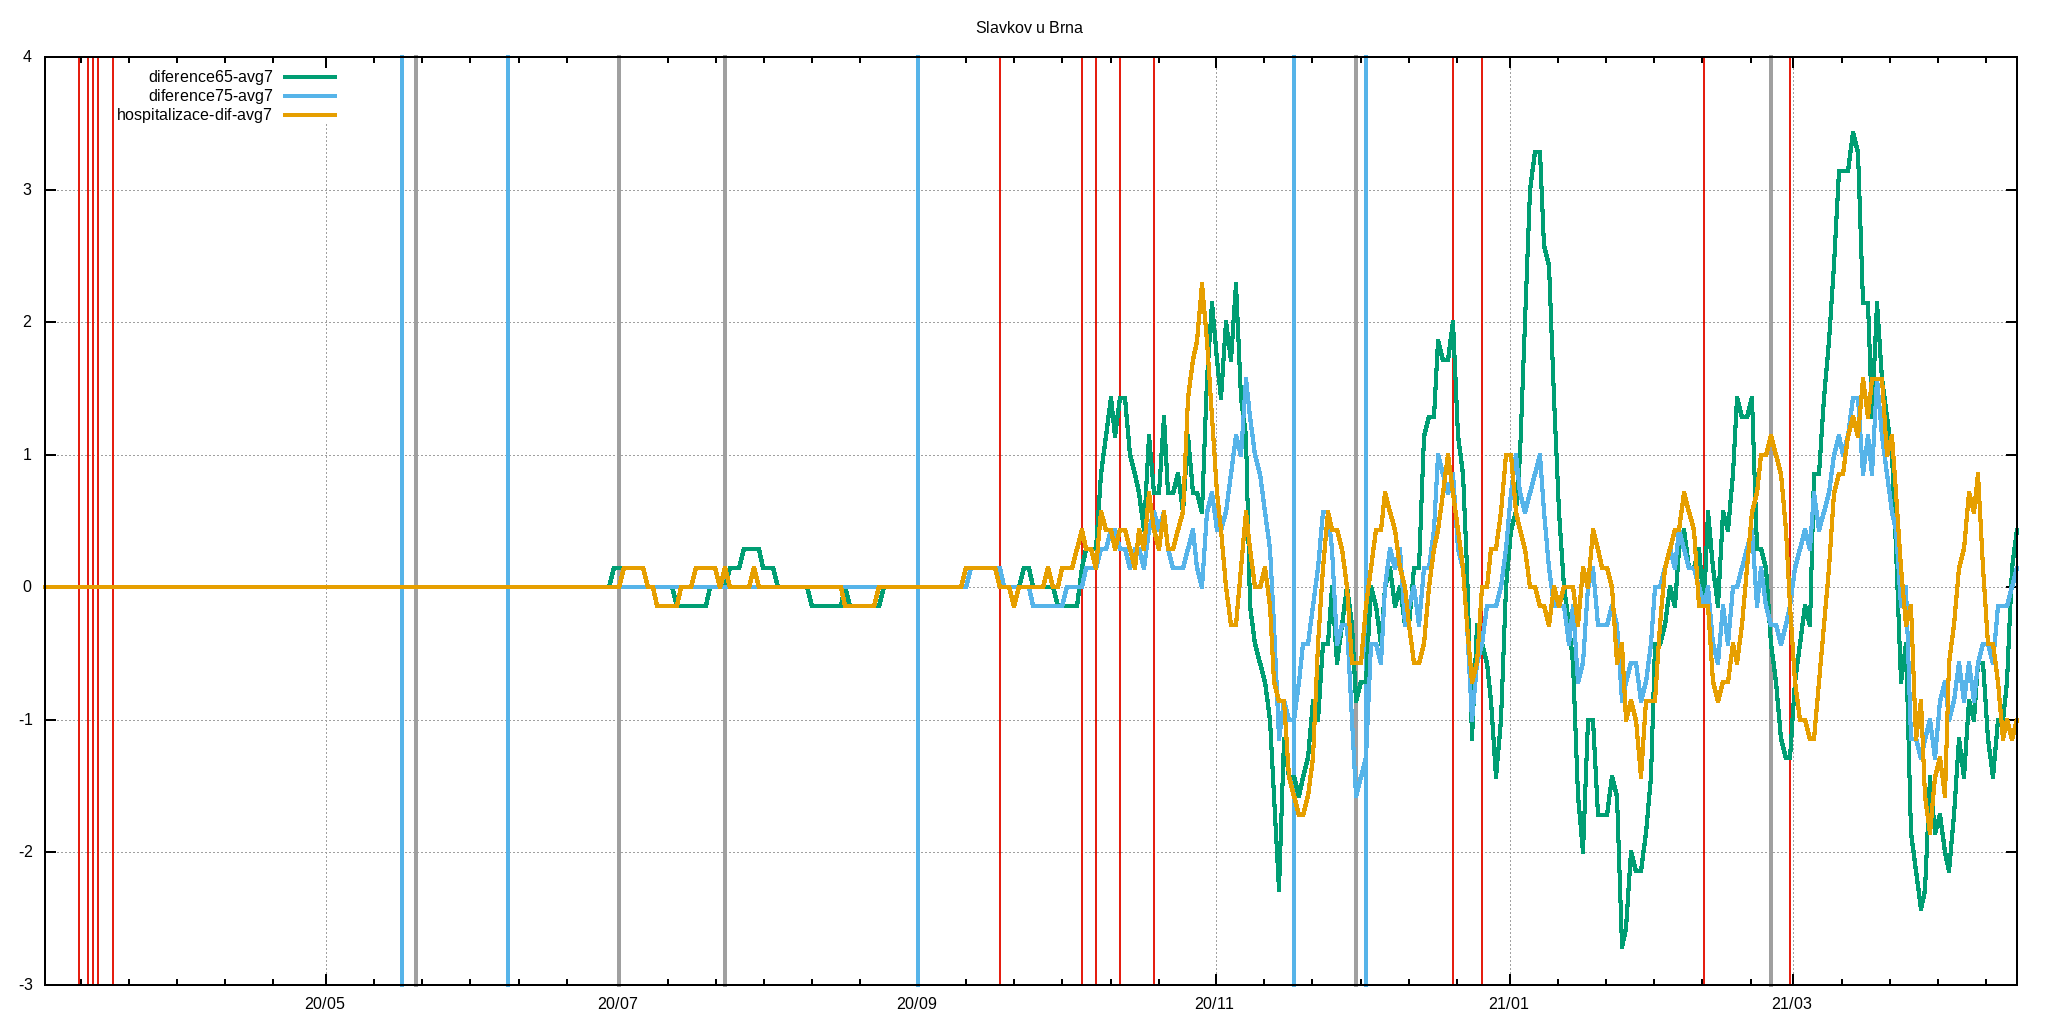 Slavkov u Brna
diference65-avg7
diference75-avg7
hospitalizace-dif-avg7
4
3
2
1
0
-1
-2
-3
20/05 20/07 20/09 20/11 21/01 21/03